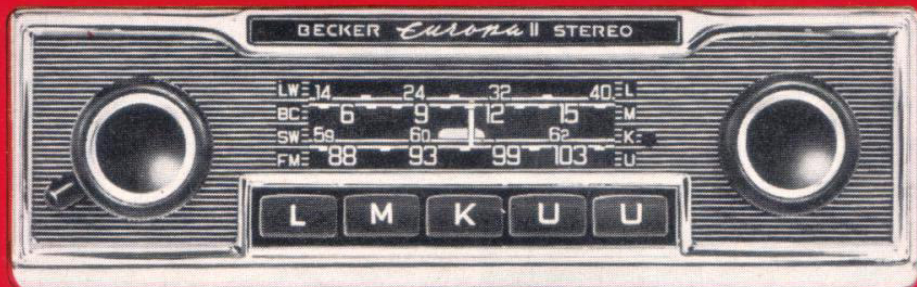 BECKER Europa II STEREO
LW 14 24 32 40 L
BC 6 9 12 15 M
SW 59 60 62 K
FM 88 93 99 103 U
L M K U U